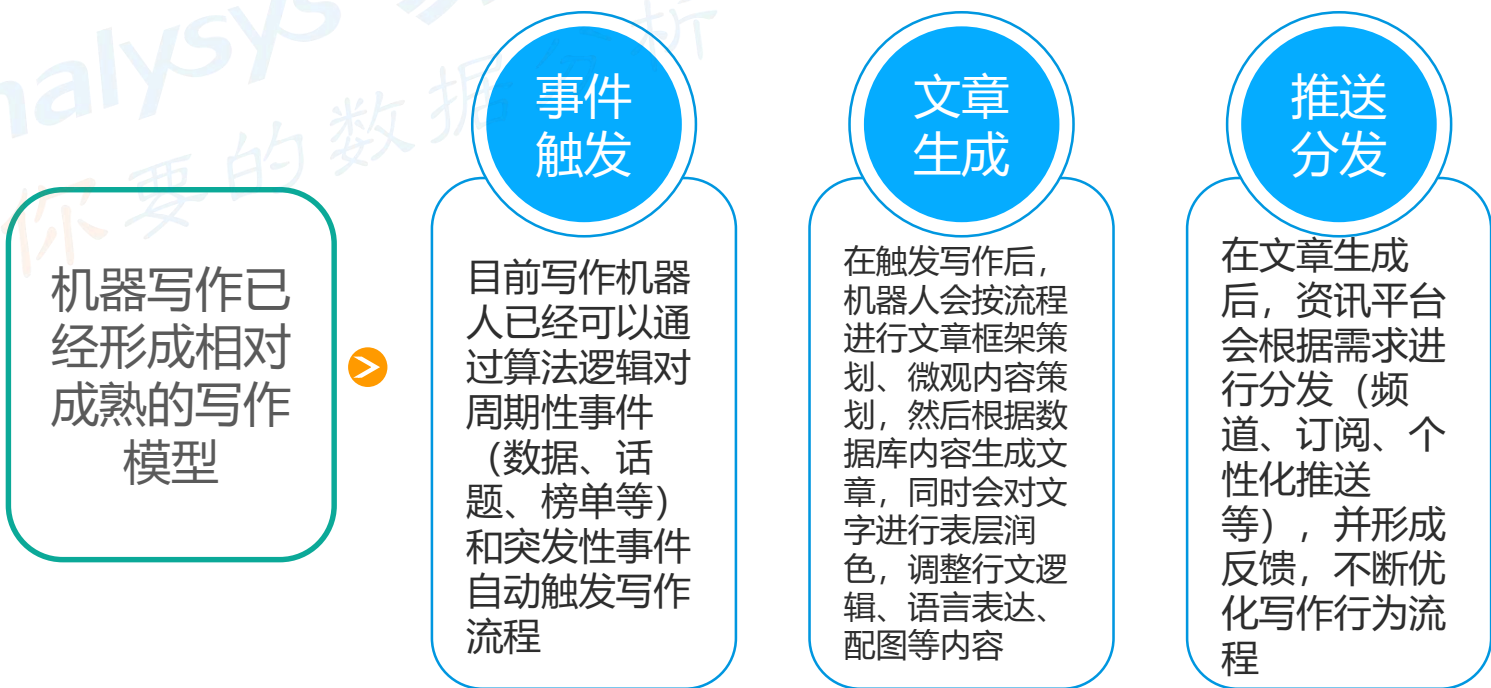 nalysys
你要的数据分析
机器写作已
经形成相对
成熟的写作
模型
事件
触发
目前写作机器
人已经可以通
过算法逻辑对
周期性事件
（数据、话
题、榜单等）
和突发性事件
自动触发写作
流程
文章
生成
在触发写作后，
机器人会按流程
进行文章框架策
划、微观内容策
划，然后根据数
据库内容生成文
章，同时会对文
字进行表层润
色，调整行文逻
辑、语言表达、
配图等内容
推送
分发
在文章生成
后，资讯平台
会根据需求进
行分发（频
道、订阅、个
性化推送
等），并形成
反馈，不断优
化写作行为流
程